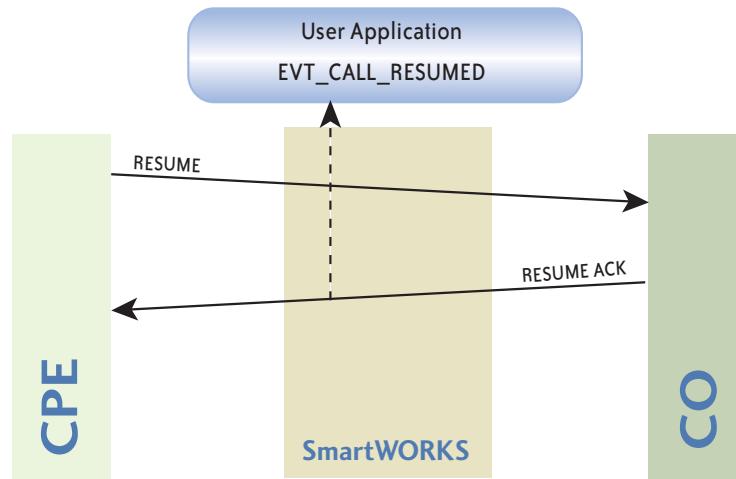 User Application
EVT_CALL_RESUMED
RESUME
RESUME ACK
CPE
SmartWORKS
CO